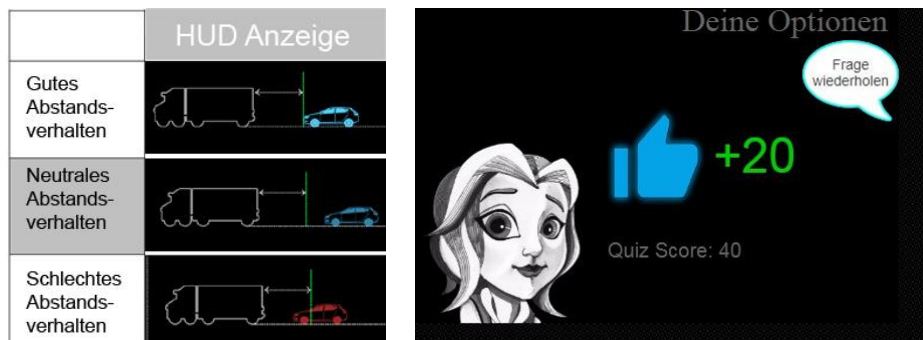 HUD Anzeige
Gutes
Abstands-
verhalten
Neutrales
Abstands-
verhalten
Schlechtes
Abstands-
verhalten
Deine Optionen
Frage
wiederholen
+20
Quiz Score: 40